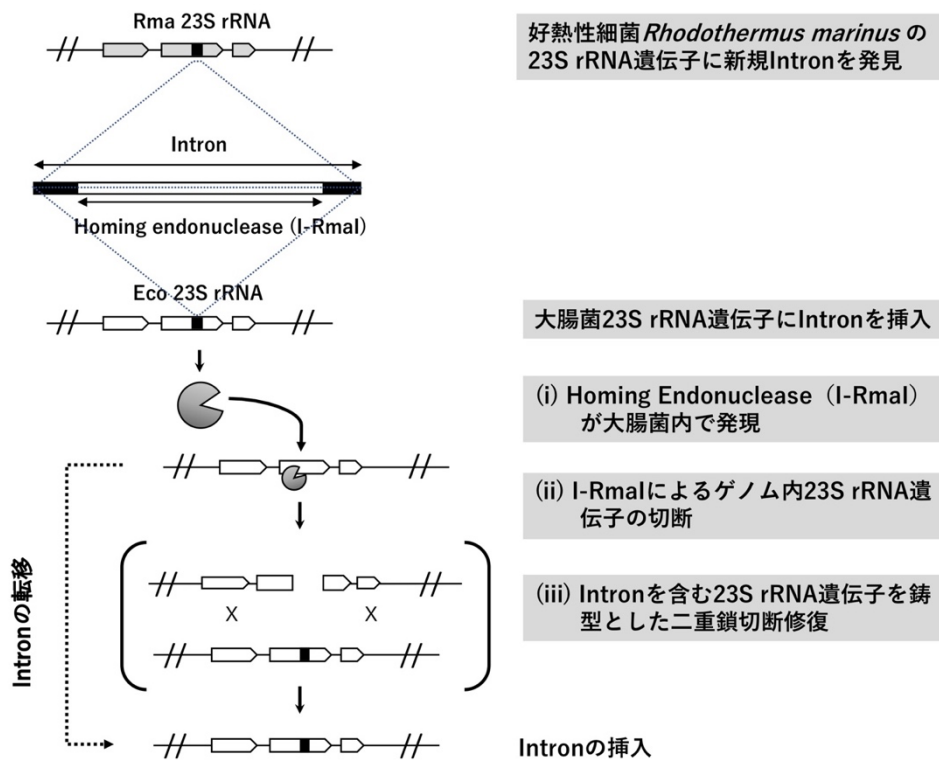 Rma 23S rRNA
好熱性細菌Rhodothermus marinus の
23S rRNA遺伝子に新規Intronを発見
Intron
Homing endonuclease (I-RmaI)
Eco 23S rRNA
大腸菌23S rRNA遺伝子にIntronを挿入
(i) Homing Endonuclease（I-RmaI）
が大腸菌内で発現
(ii) I-RmaIによるゲノム内23S rRNA遺
伝子の切断
(iii) Intronを含む23S rRNA遺伝子を鋳
型とした二重鎖切断修復
X X
Intronの転移
Intronの挿入